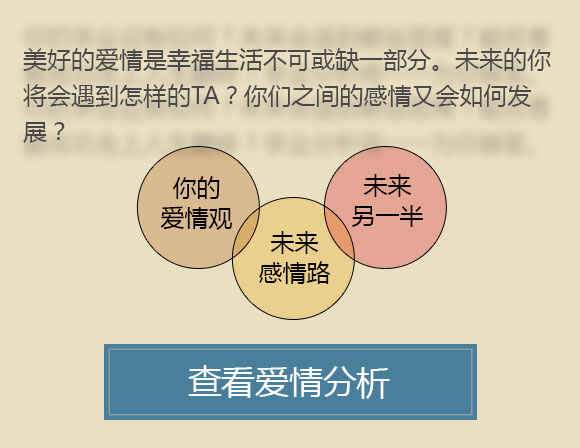 美好的爱情是幸福生活不可或缺一部分。未来的你
将会遇到怎样的TA？你们之间的感情又会如何发
展？
你的
爱情观
未来
另一半
未来
感情路
查看爱情分析